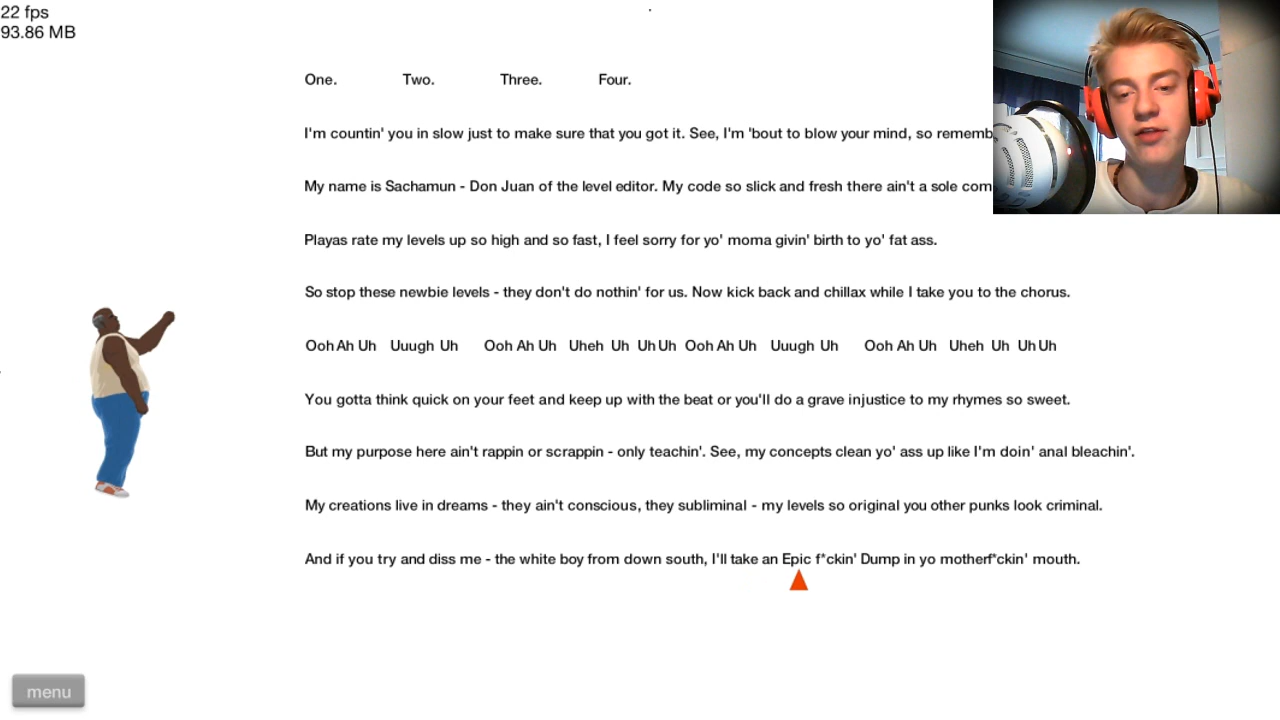 22 fps
93.86 MB
One. Two. Three. Four.
I'm countin' you in slow just to make sure that you got it. See, I'm 'bout to blow your mind, so rememb
My name is Sachamun - Don Juan of the level editor. My code so slick and fresh there ain't a sole com
Playas rate my levels up so high and so fast, I feel sorry for yo' moma givin' birth to yo' fat ass.
So stop these newbie levels - they don't do nothin' for us. Now kick back and chillax while I take you to the chorus.
Ooh Ah Uh Uuugh Uh Ooh Ah Uh Uheh Uh Uh Uh Ooh Ah Uh Uuugh Uh Ooh Ah Uh Uheh Uh Uh Uh
You gotta think quick on your feet and keep up with the beat or you'll do a grave injustice to my rhymes so sweet.
But my purpose here ain't rappin or scrappin - only teachin'. See, my concepts clean yo' ass up like I'm doin' anal bleachin'.
My creations live in dreams - they ain't conscious, they subliminal - my levels so original you other punks look criminal.
And if you try and diss me - the white boy from down south, I'll take an Epic f*ckin' Dump in yo motherf*ckin' mouth.
menu